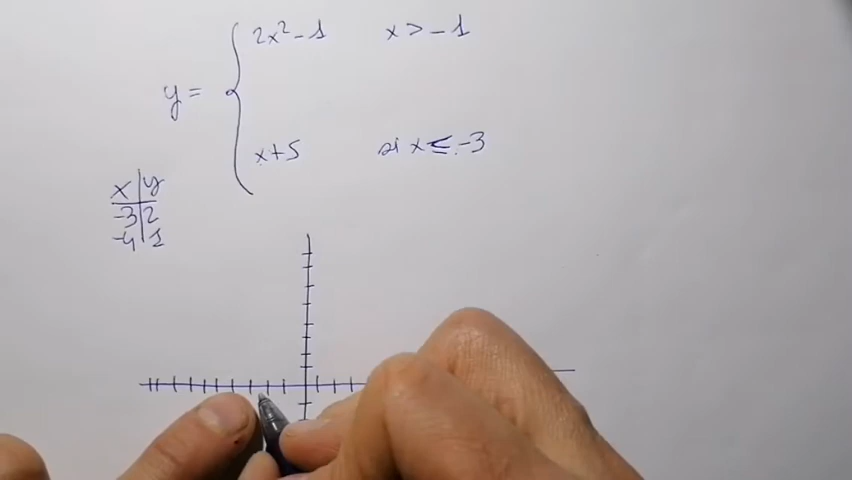 2x² - 1 x > - 1
y =
x + 5 si x ≤ -3
x y
-3 2
-4 1